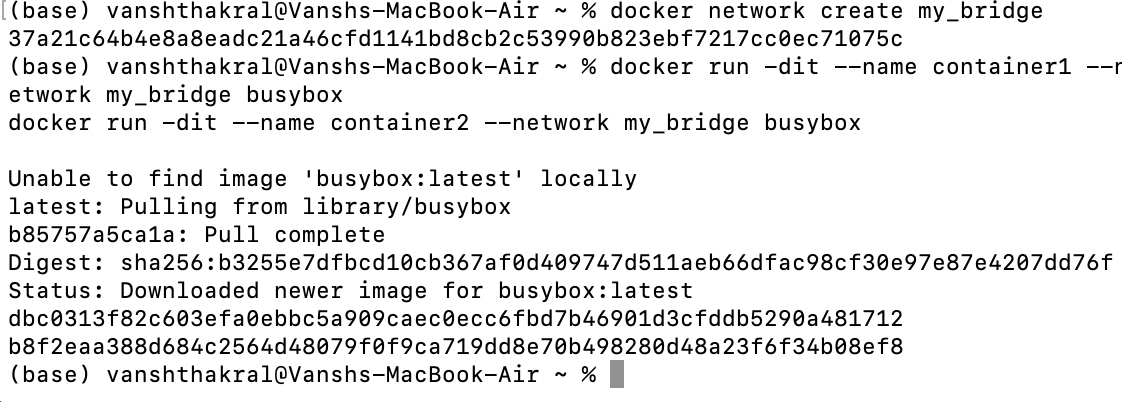 [(base) vanshthakral@Vanshs-MacBook-Air ~ % docker network create my_bridge
37a21c64b4e8a8eadc21a46cfd1141bd8cb2c53990b823ebf7217cc0ec71075c
(base) vanshthakral@Vanshs-MacBook-Air ~ % docker run -dit --name container1 --n
etwork my_bridge busybox
docker run -dit --name container2 --network my_bridge busybox
Unable to find image 'busybox:latest' locally
latest: Pulling from library/busybox
b85757a5ca1a: Pull complete
Digest: sha256:b3255e7dfbcd10cb367af0d409747d511aeb66dfac98cf30e97e87e4207dd76f
Status: Downloaded newer image for busybox:latest
dbc0313f82c603efa0ebbc5a909caec0ecc6fbd7b46901d3cfddb5290a481712
b8f2eaa388d684c2564d48079f0f9ca719dd8e70b498280d48a23f6f34b08ef8
(base) vanshthakral@Vanshs-MacBook-Air ~ %